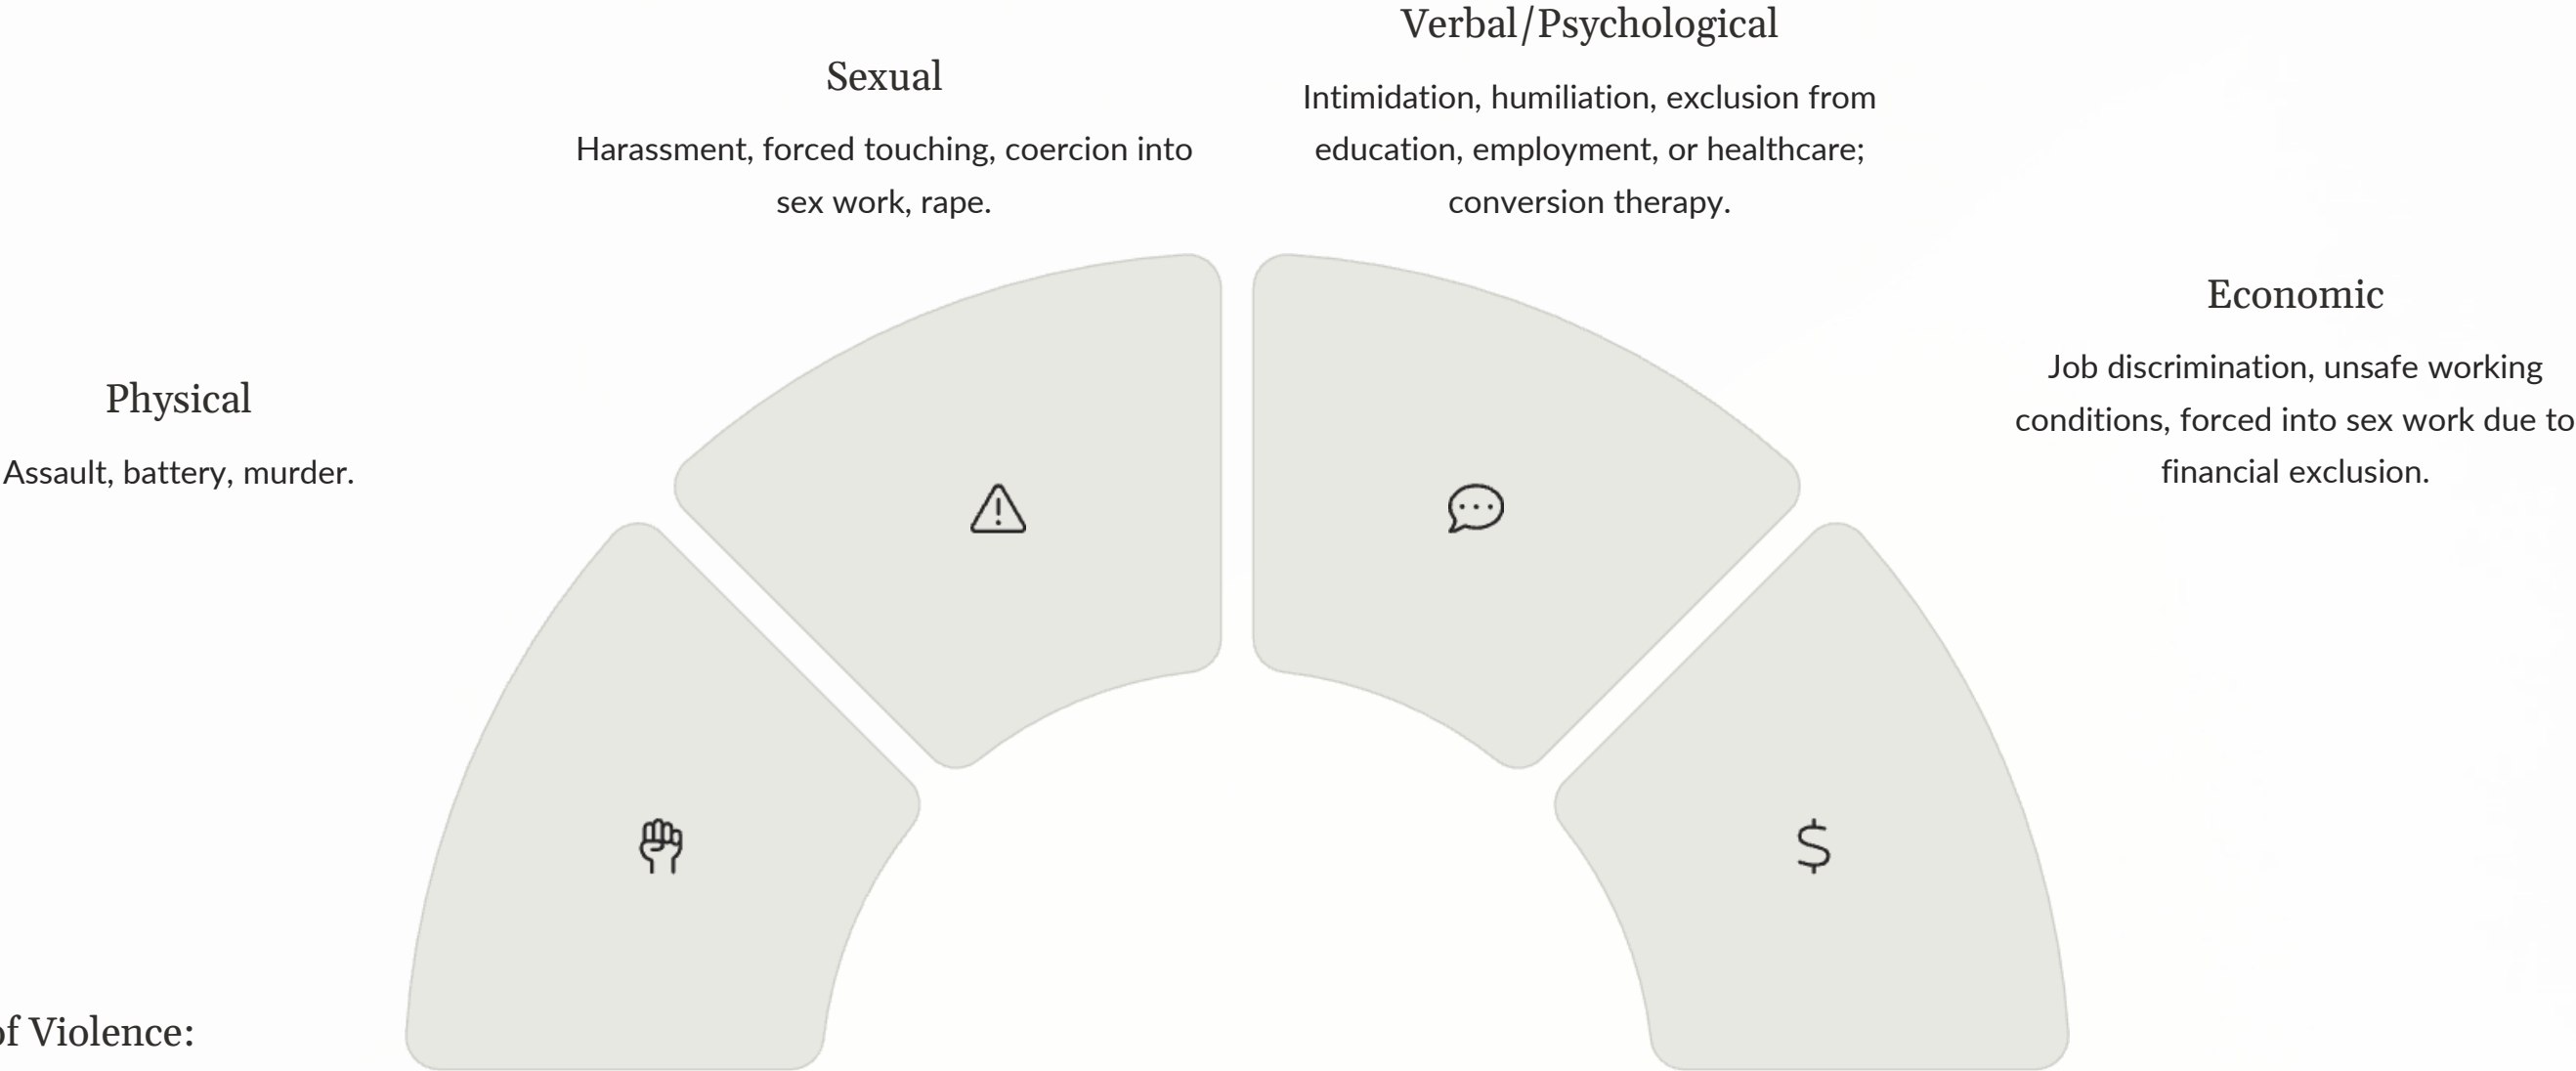 Verbal/Psychological
Intimidation, humiliation, exclusion from
education, employment, or healthcare;
conversion therapy.
Sexual
Harassment, forced touching, coercion into
sex work, rape.
Economic
Job discrimination, unsafe working
conditions, forced into sex work due to
financial exclusion.
Physical
Assault, battery, murder.
$
of Violence: